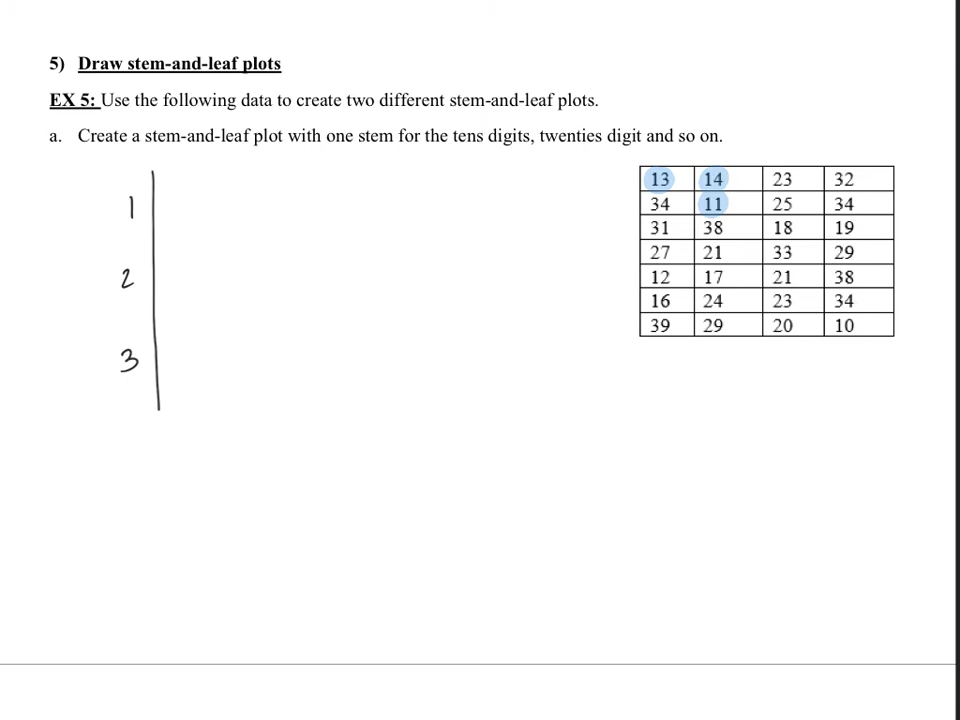 5) Draw stem-and-leaf plots
EX 5: Use the following data to create two different stem-and-leaf plots.
a. Create a stem-and-leaf plot with one stem for the tens digits, twenties digit and so on.
1
2
3
13 14 23 32
34 11 25 34
31 38 18 19
27 21 33 29
12 17 21 38
16 24 23 34
39 29 20 10